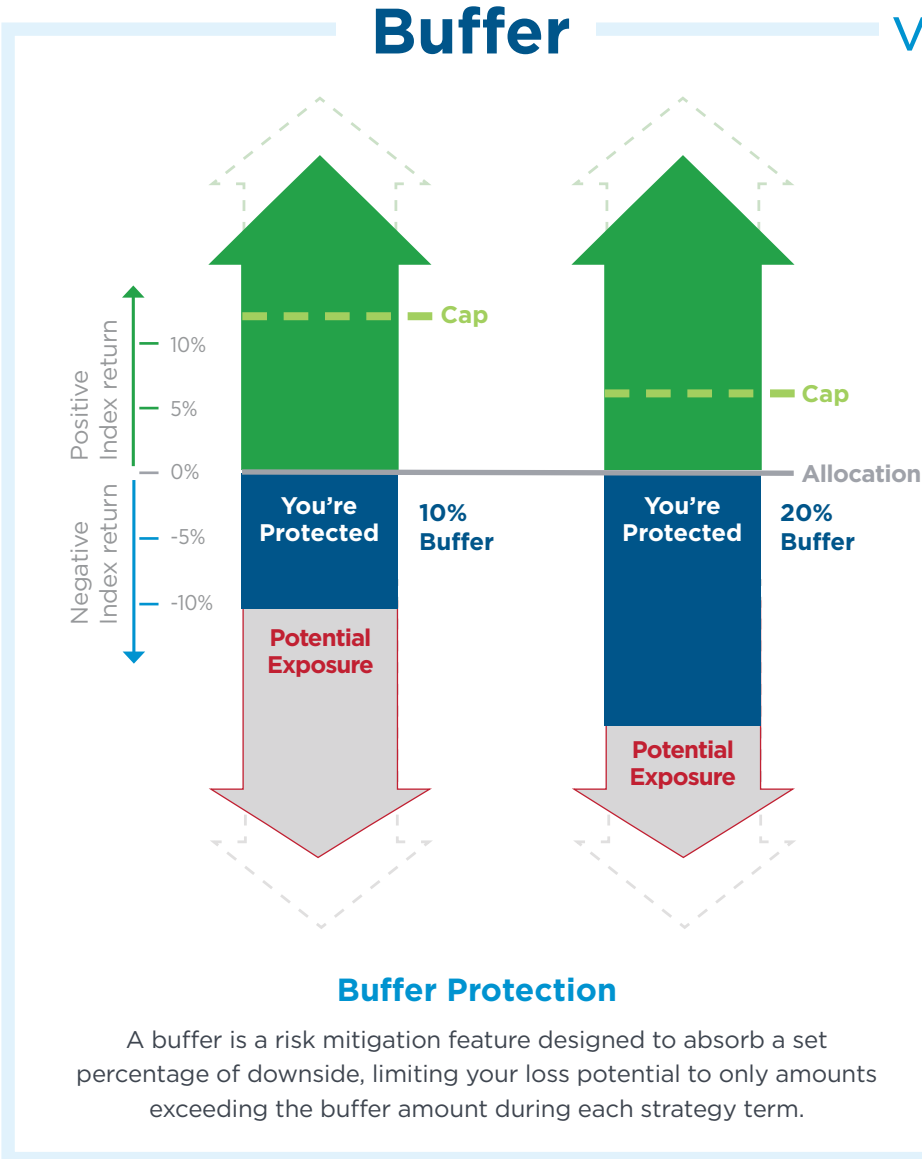 Buffer
V
Cap
10%
Positive
Index return
5%
Cap
0%
Allocation
You're
Protected
10%
Buffer
You're
Protected
20%
Buffer
Negative
Index return
-5%
-10%
Potential
Exposure
Potential
Exposure
Buffer Protection
A buffer is a risk mitigation feature designed to absorb a set
percentage of downside, limiting your loss potential to only amounts
exceeding the buffer amount during each strategy term.